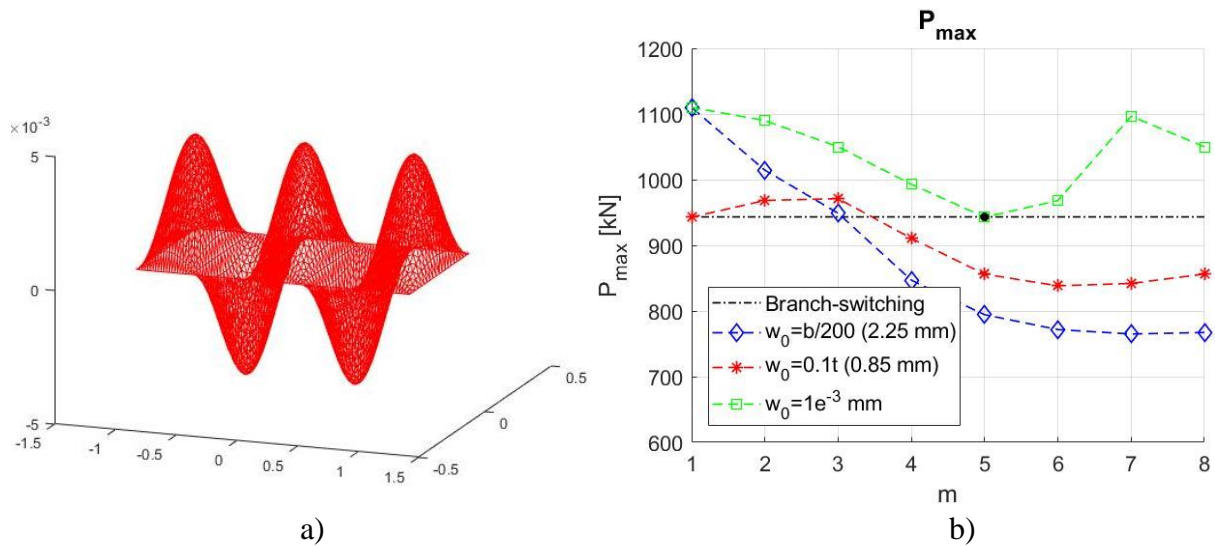 × 10-3
5
0
-5
-1.5
-1
-0.5
0
0.5
1
1.5
-0.5
0
0.5
a)
Pmax
Pmax [kN]
1200
1100
1000
900
800
700
600
Branch-switching
w0=b/200 (2.25 mm)
w0=0.1t (0.85 mm)
w0=1e-3 mm
1 2 3 4 5 6 7 8
m
b)